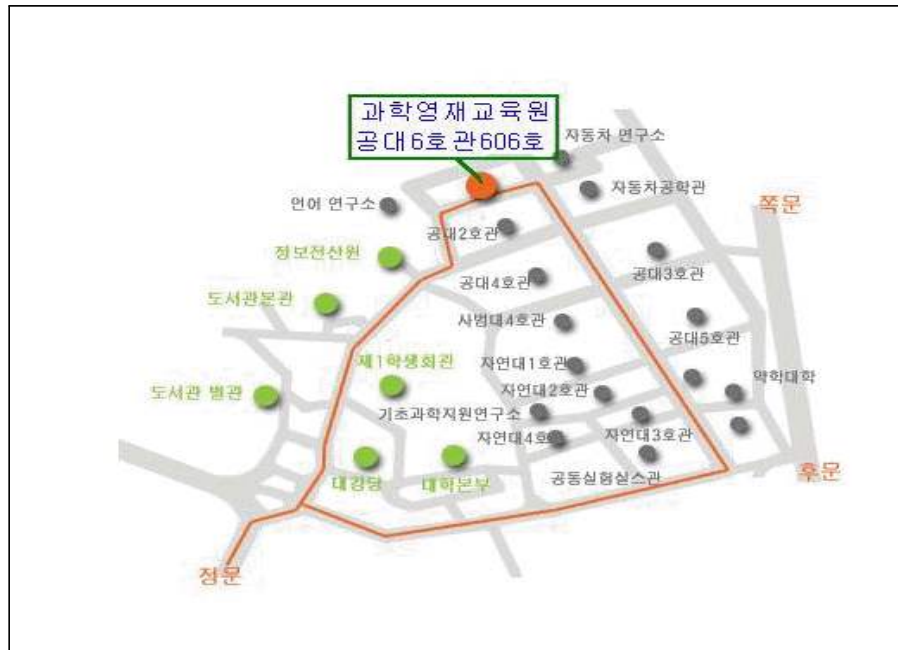 과학영재교육원
공대6호관606호
자동차 연구소
자동차공학관
언어 연구소
쪽문
공대2호관
정보전산원
공대3호관
공대4호관
도서관본관
사범대4호관
공대5호관
제1학생회관
자연대1호관
약학대학
도서관 별관
자연대2호관
기초과학지원연구소
자연대4호
자연대3호관
대강당
대학본부
공동실험실스관
후문
정문